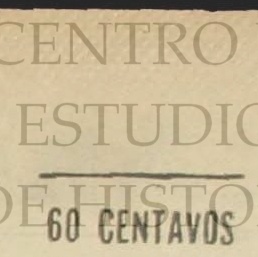 CENTRO
ESTUDIO
DE HISTO
60 CENTAVOS